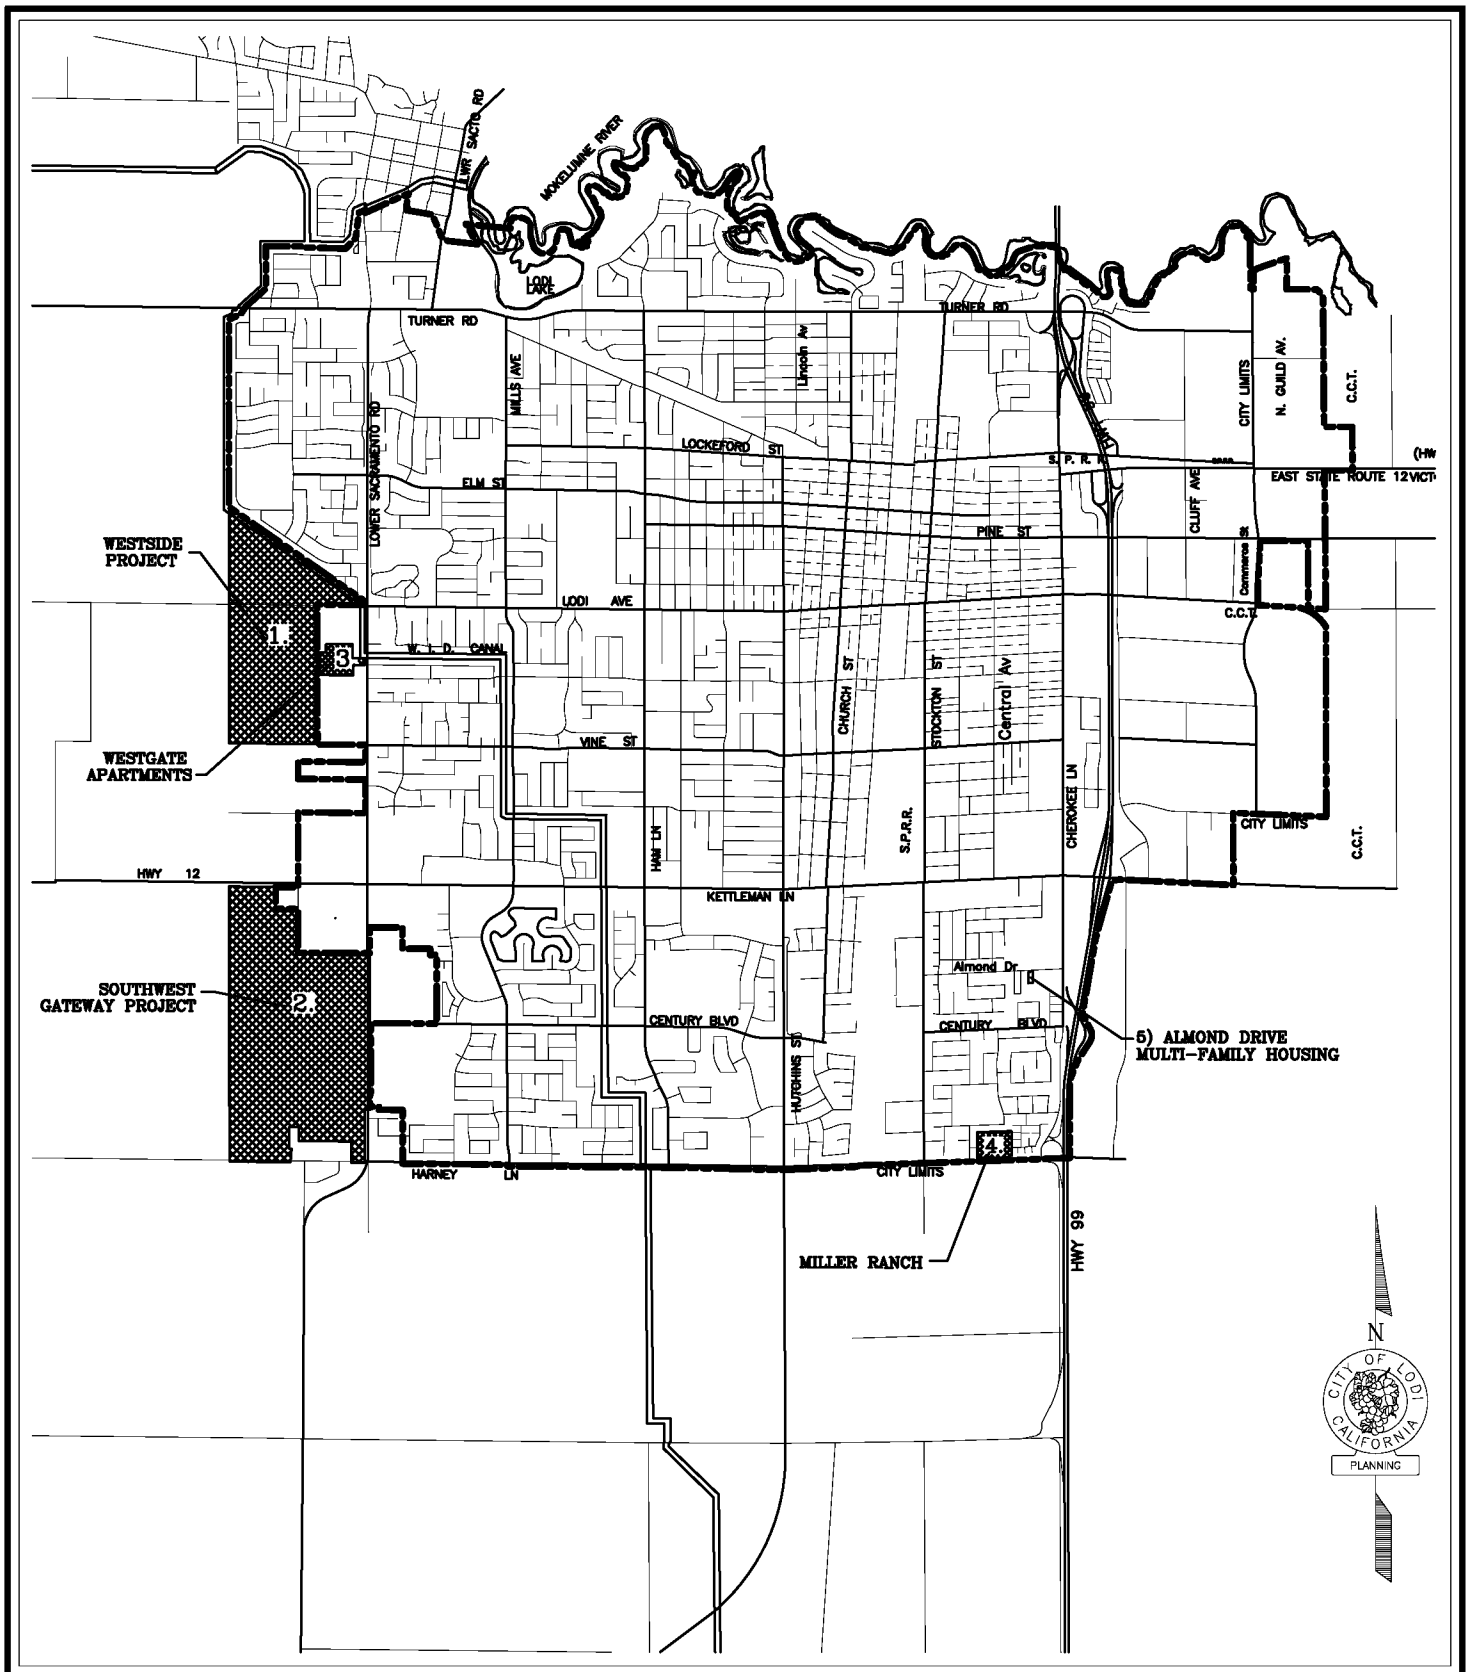 LWR SACTO RD
MOKELUMNE RIVER
LODI
LAKE
TURNER RD
TURNER RD
MILLS AVE
Lincoln Av
CITY LIMITS
N. GUILD AV.
C.C.T.
LOWER SACRAMENTO RD
LOCKEFORD ST
S. P. R. R.
(HW
EAST STATE ROUTE 12 VICT
ELM ST
CLUFF AVE
PINE ST
WESTSIDE
PROJECT
Commerce St
LODI AVE
C.C.T.
1.
3
W. I. D. CANAL
CHURCH ST
STOCKTON ST
Central Av
VINE ST
WESTGATE
APARTMENTS
CHEROKEE LN
HAM LN
S.P.R.R.
CITY LIMITS
C.C.T.
HWY 12
KETTLEMAN LN
Almond Dr
SOUTHWEST
GATEWAY PROJECT
2.
CENTURY BLVD
CENTURY BLVD
5) ALMOND DRIVE
MULTI-FAMILY HOUSING
HUTCHINS ST
4.
HARNEY LN
CITY LIMITS
MILLER RANCH
HWY 99
N
CITY OF LODI
CALIFORNIA
PLANNING